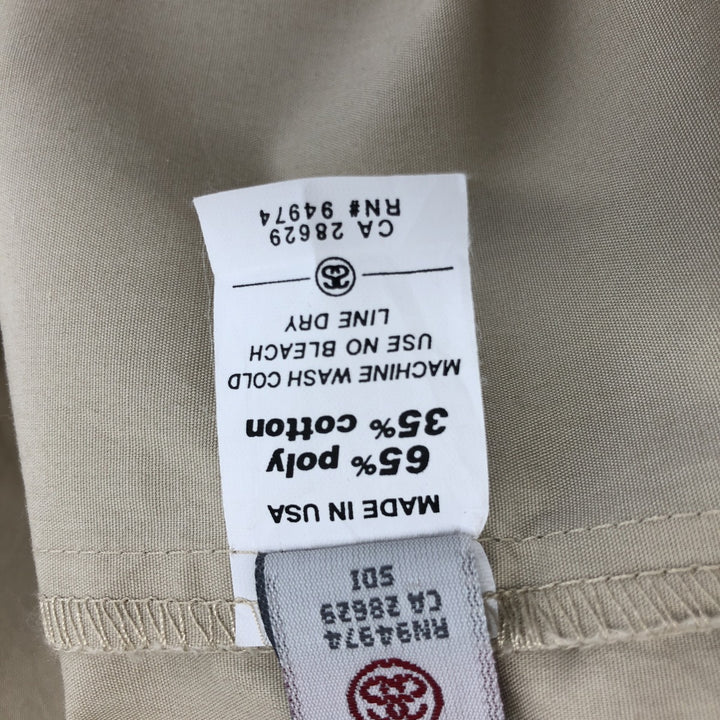 MADE IN USA
65% poly
35% cotton
MACHINE WASH COLD
USE NO BLEACH
LINE DRY
CA 28629
RN# 94974
RN94974
CA 28629
SDI